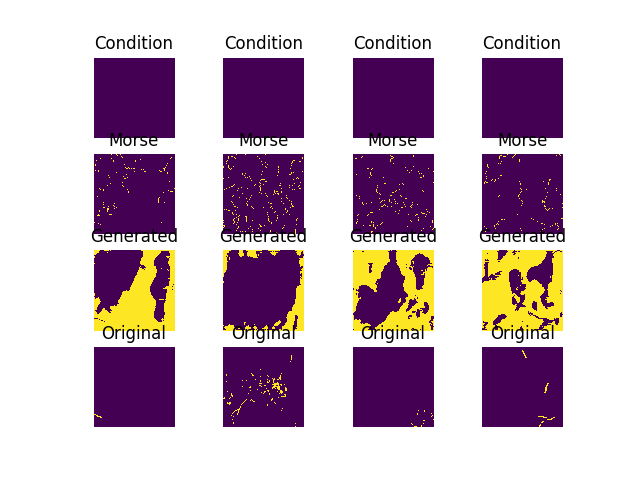 Condition Condition Condition Condition
Morse Morse Morse Morse
Generated Generated Generated Generated
Original Original Original Original